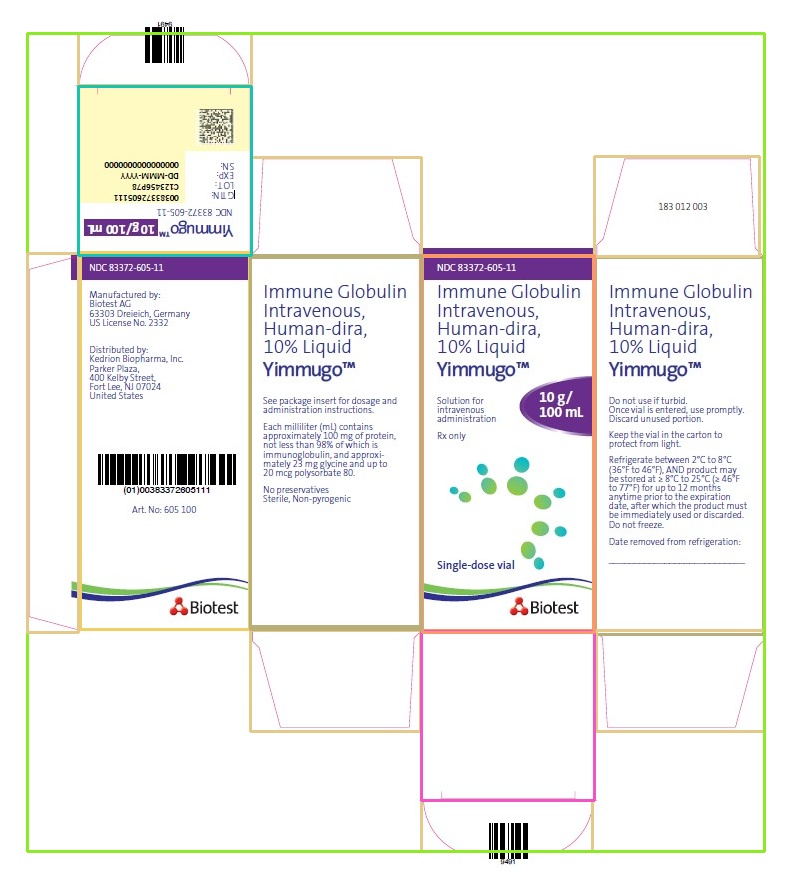 9491
Yimmugo™ 10 g/100 mL
NDC 83372-605-11
GTIN: 00383372605111
LOT: C123456P78
EXP: DD-MMM-YYYY
SN: 0000000000000000
183 012 003
NDC 83372-605-11
Manufactured by:
Biotest AG
63303 Dreieich, Germany
US License No. 2332
Distributed by:
Kedrion Biopharma, Inc.
Parker Plaza,
400 Kelby Street,
Fort Lee, NJ 07024
United States
(01)00383372605111
Art. No: 605 100
Biotest
Immune Globulin
Intravenous,
Human-dira,
10% Liquid
Yimmugo™
See package insert for dosage and
administration instructions.
Each milliliter (mL) contains
approximately 100 mg of protein,
not less than 98% of which is
immunoglobulin, and approxi-
mately 23 mg glycine and up to
20 mcg polysorbate 80.
No preservatives
Sterile, Non-pyrogenic
NDC 83372-605-11
Immune Globulin
Intravenous,
Human-dira,
10% Liquid
Yimmugo™
Solution for
intravenous
administration
10 g/
100 mL
Rx only
Single-dose vial
Biotest
Immune Globulin
Intravenous,
Human-dira,
10% Liquid
Yimmugo™
Do not use if turbid.
Once vial is entered, use promptly.
Discard unused portion.
Keep the vial in the carton to
protect from light.
Refrigerate between 2°C to 8°C
(36°F to 46°F), AND product may
be stored at ≥ 8°C to 25°C (≥ 46°F
to 77°F) for up to 12 months
anytime prior to the expiration
date, after which the product must
be immediately used or discarded.
Do not freeze.
Date removed from refrigeration:
9491